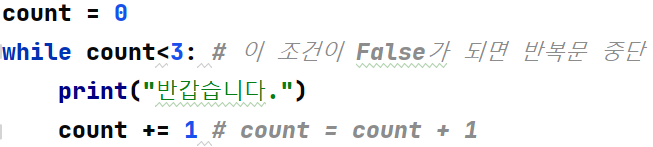 count = 0
while count<3: # 이 조건이 False가 되면 반복문 중단
    print("반갑습니다.")
    count += 1 # count = count + 1